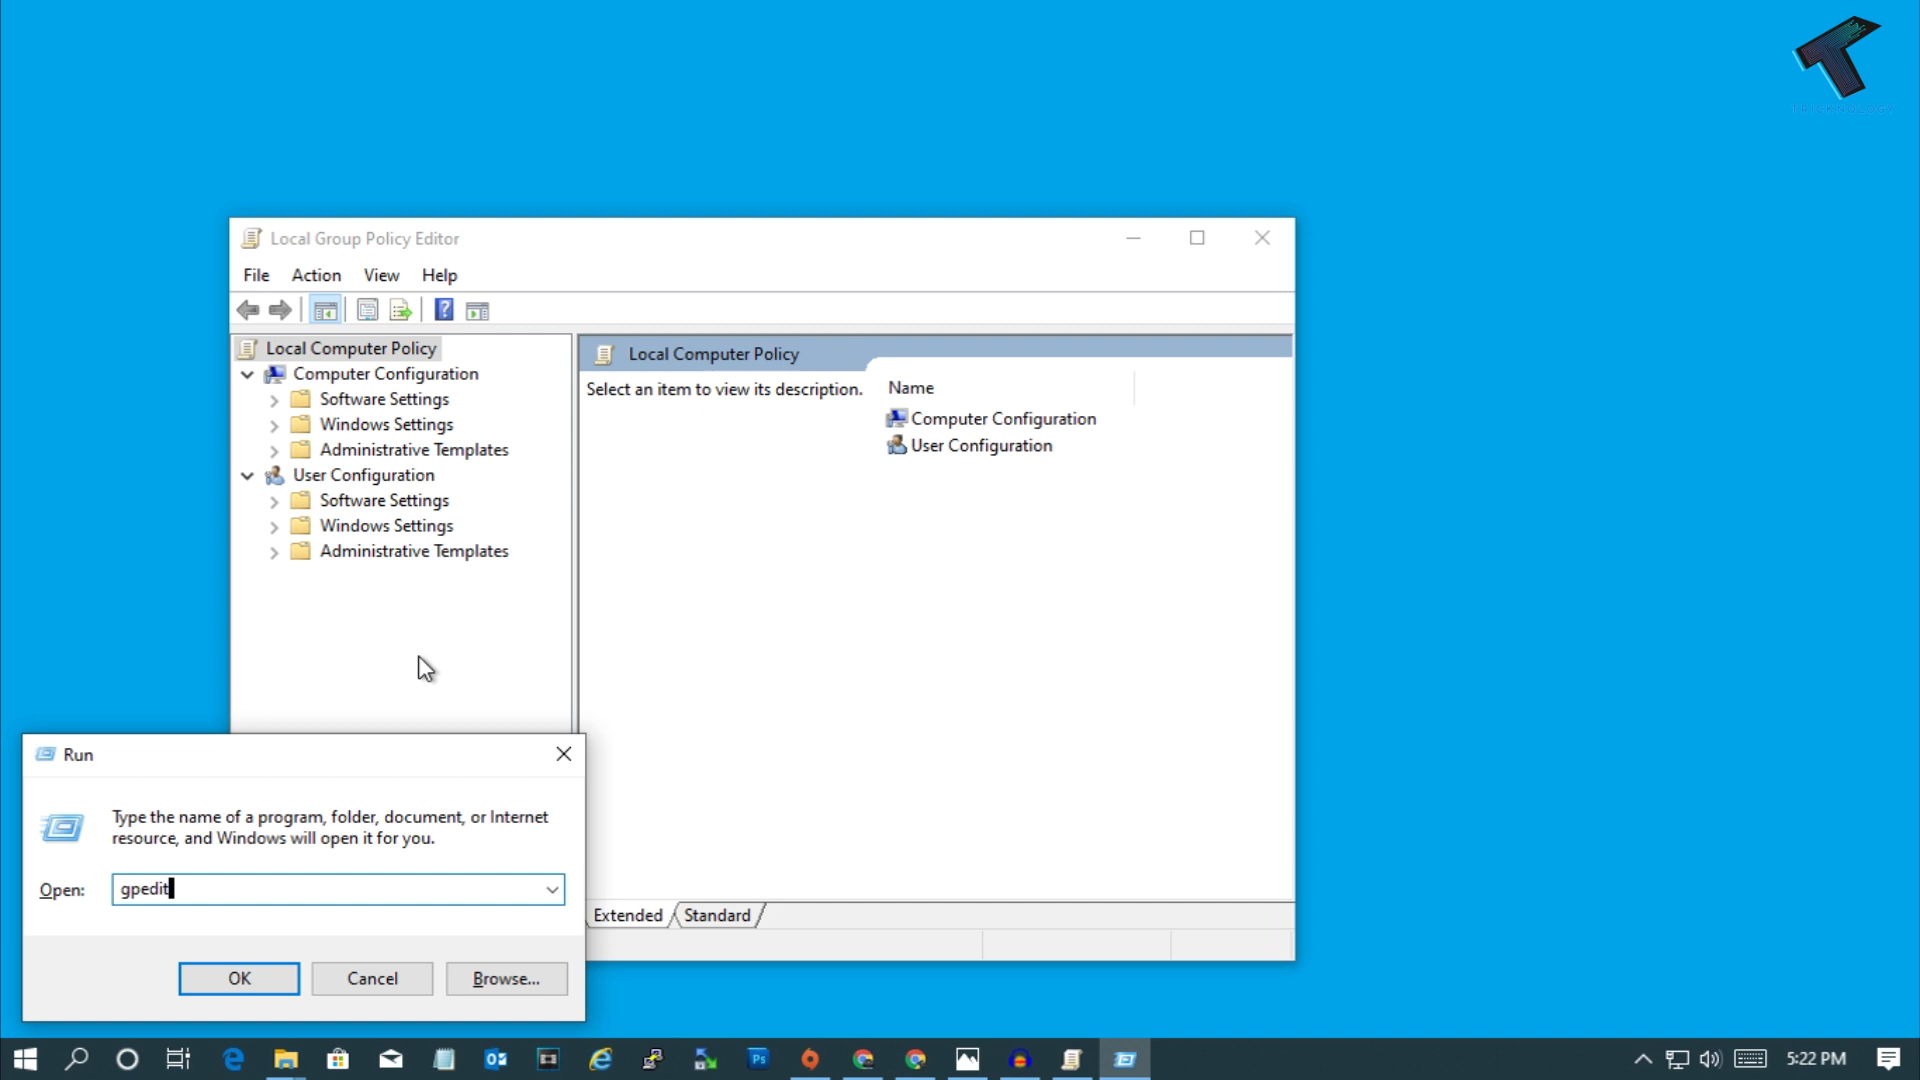 TRICKNOLOGY
Local Group Policy Editor
File Action View Help
Local Computer Policy
Computer Configuration
Software Settings
Windows Settings
Administrative Templates
User Configuration
Software Settings
Windows Settings
Administrative Templates
Local Computer Policy
Select an item to view its description.
Name
Computer Configuration
User Configuration
Extended
Standard
Run
Type the name of a program, folder, document, or Internet
resource, and Windows will open it for you.
Open: gpedit
OK Cancel Browse...
Ps
5:22 PM